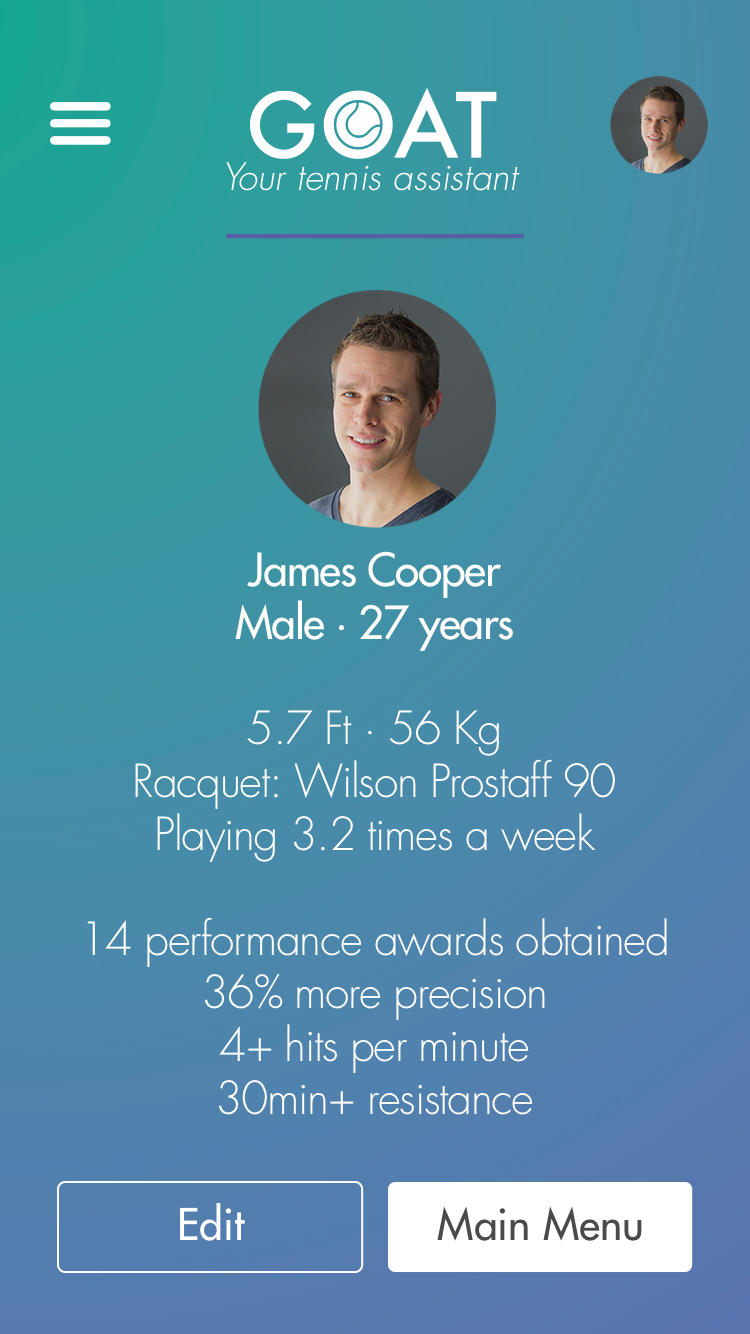 GOAT
Your tennis assistant
James Cooper
Male · 27 years
5.7 Ft · 56 Kg
Racquet: Wilson Prostaff 90
Playing 3.2 times a week
14 performance awards obtained
36% more precision
4+ hits per minute
30min+ resistance
Edit
Main Menu